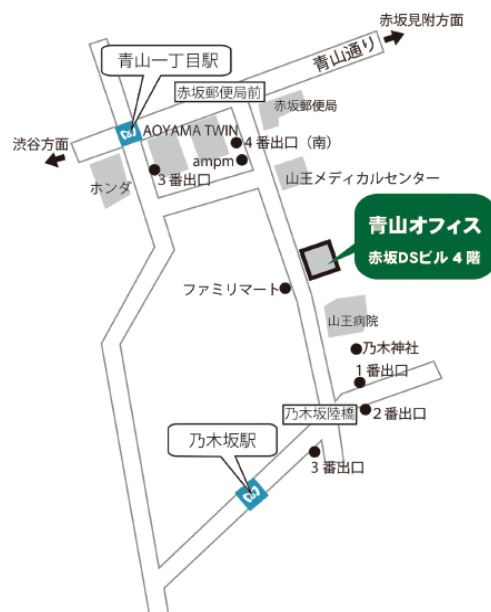 赤坂見附方面
青山一丁目駅
青山通り
赤坂郵便局前
赤坂郵便局
AOYAMA TWIN
渋谷方面
4番出口（南）
ampm
3番出口
ホンダ
山王メディカルセンター
青山オフィス
赤坂DSビル 4階
ファミリマート
山王病院
乃木神社
1番出口
乃木坂陸橋
2番出口
乃木坂駅
3番出口